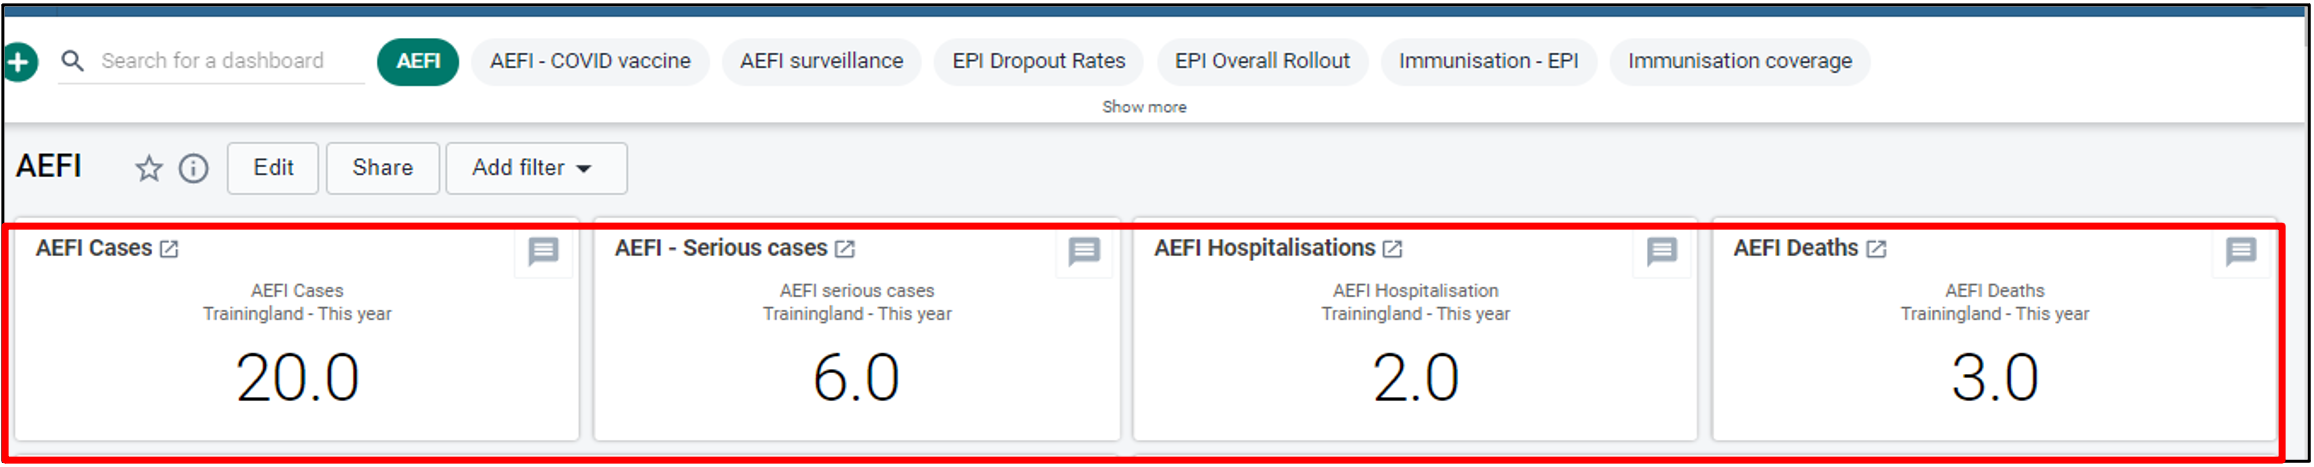 Search for a dashboard AEFI AEFI - COVID vaccine AEFI surveillance EPI Dropout Rates EPI Overall Rollout Immunisation - EPI Immunisation coverage
Show more
AEFI Edit Share Add filter
AEFI Cases
AEFI Cases
Trainingland - This year
20.0
AEFI - Serious cases
AEFI serious cases
Trainingland - This year
6.0
AEFI Hospitalisations
AEFI Hospitalisation
Trainingland - This year
2.0
AEFI Deaths
AEFI Deaths
Trainingland - This year
3.0